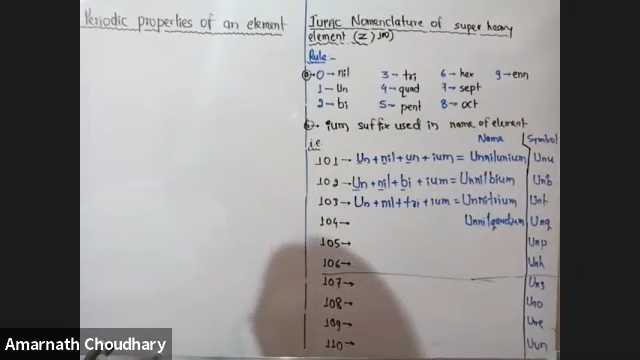 Periodic properties of an element
IUPAC Nomenclature of super heavy
element (Z>100)
Rule -
ⓐ→ 0→ nil 3→ tri 6→ hex 9→ enn
1→ Un 4→ quad 7→ sept
2→ bi 5→ pent 8→ oct
ⓑ→ ium suffix used in name of element
i.e Name Symbol
101→ Un+nil+un+ium = Unnilunium Unu
102→ Un+nil+bi+ium = Unnilbium Unb
103→ Un+nil+tri+ium = Unnitrium Unt
104→ Unnilquadium Unq
105→ Unp
106→ Unh
107→ Uns
108→ Uno
109→ Une
110→ Uun
Amarnath Choudhary